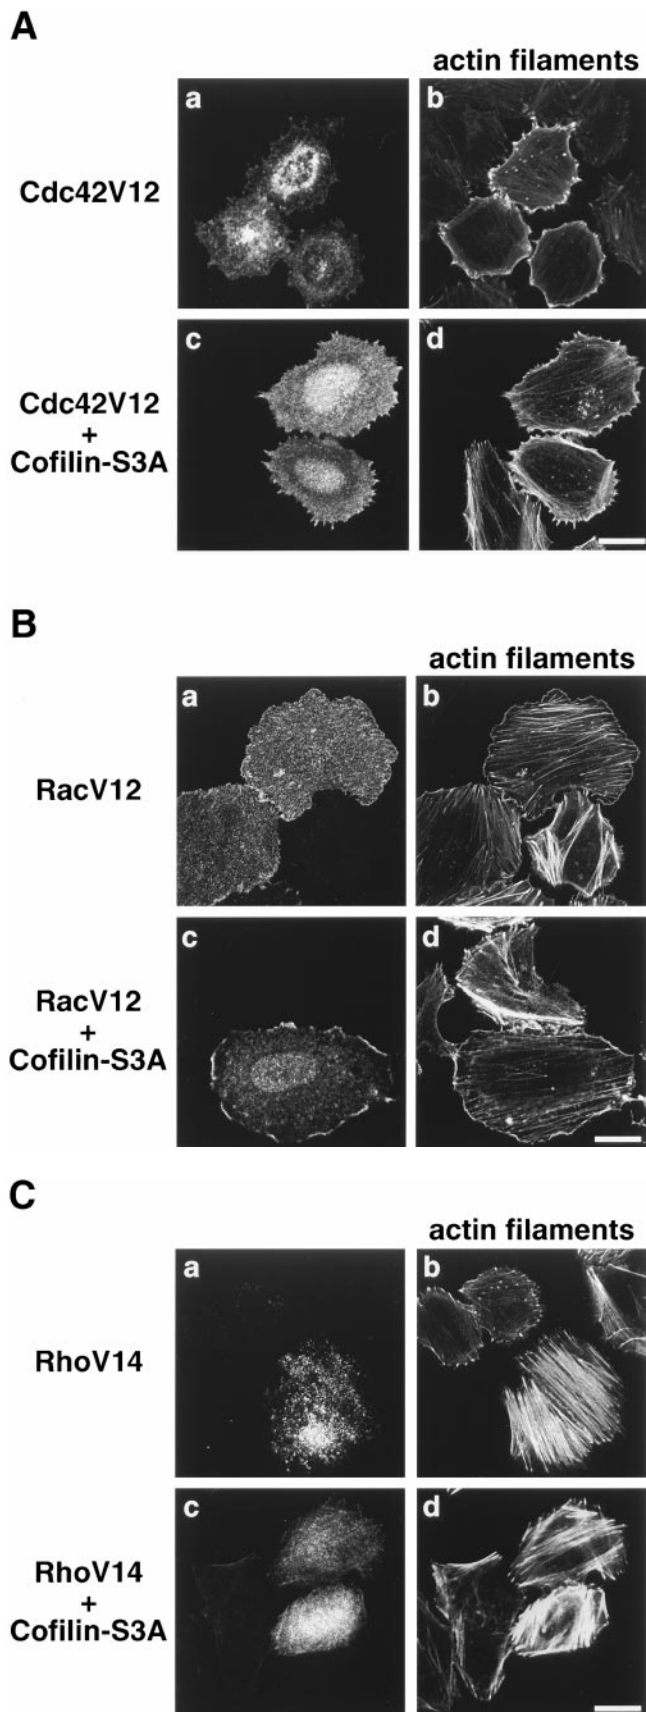 A
actin filaments
a
b
Cdc42V12
c
d
Cdc42V12
+
Cofilin-S3A
B
actin filaments
a
b
RacV12
c
d
RacV12
+
Cofilin-S3A
C
actin filaments
a
b
RhoV14
c
d
RhoV14
+
Cofilin-S3A